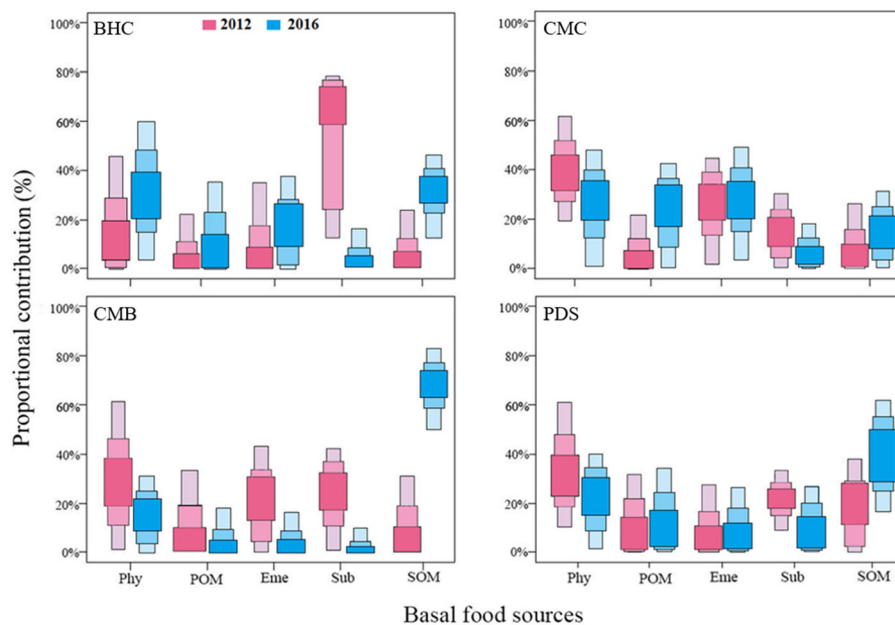 BHC 2012 2016 CMC
100% 100%
80% 80%
60% 60%
40% 40%
20% 20%
0% 0%
CMB PDS
100% 100%
80% 80%
60% 60%
40% 40%
20% 20%
0% 0%
Phy POM Eme Sub SOM Phy POM Eme Sub SOM
Proportional contribution (%)
Basal food sources